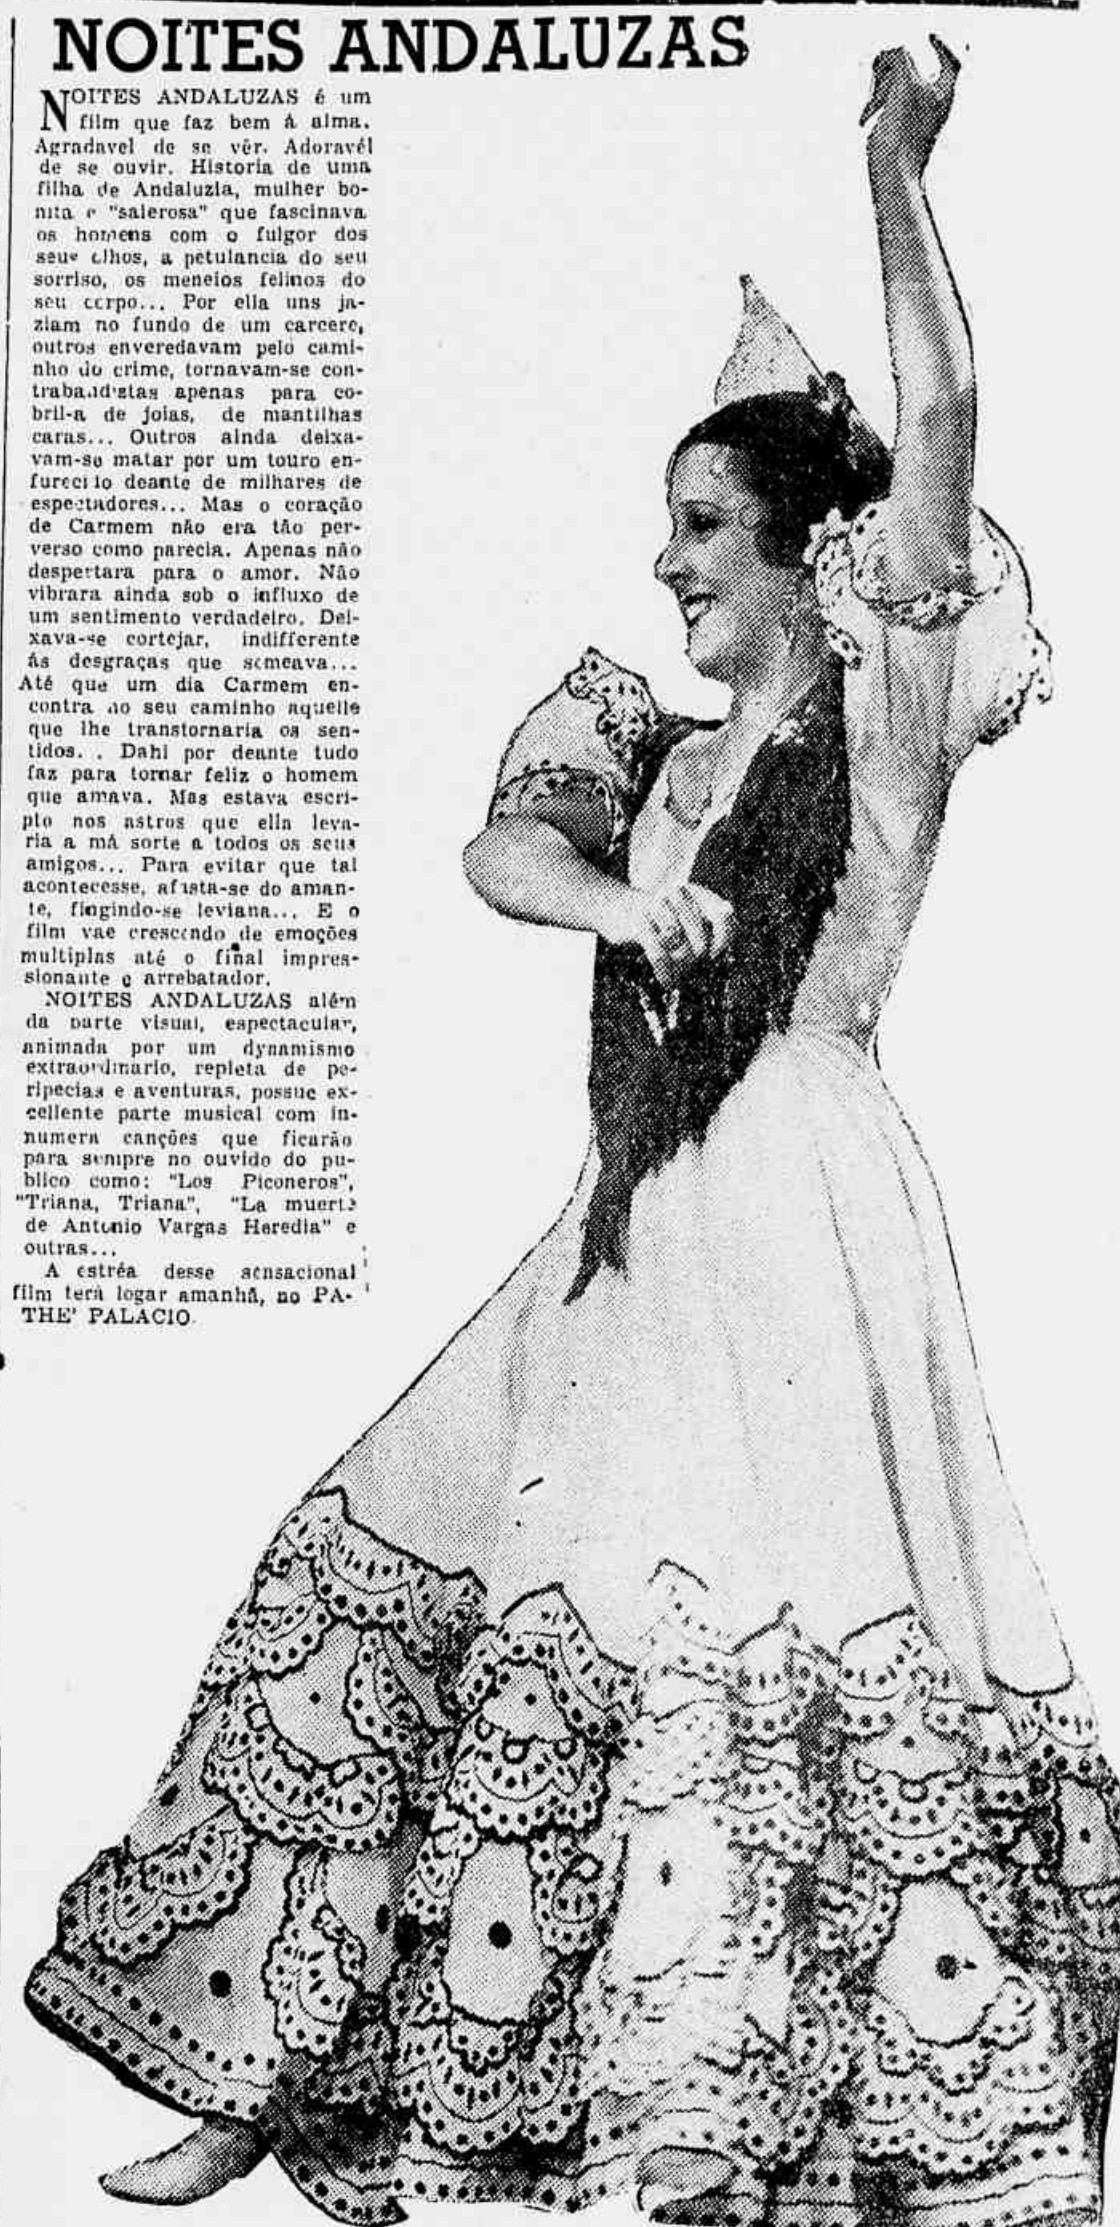 NOITES ANDALUZAS
NOITES ANDALUZAS é um
film que faz bem á alma.
Agradavel de se vêr. Adoravél
de se ouvir. Historia de uma
filha de Andaluzia, mulher bo-
nita e "salerosa" que fascinava
os homens com o fulgor dos
seus olhos, a petulancia do seu
sorriso, os meneios felinos do
seu corpo... Por ella uns ja-
ziam no fundo de um carcere,
outros enveredavam pelo cami-
nho do crime, tornavam-se con-
trabandistas apenas para co-
bril-a de joias, de mantilhas
caras... Outros ainda deixa-
vam-se matar por um touro en-
furecido deante de milhares de
espectadores... Mas o coração
de Carmem não era tão per-
verso como parecia. Apenas não
despertara para o amor. Não
vibrara ainda sob o influxo de
um sentimento verdadeiro. Dei-
xava-se cortejar, indifferente
ás desgraças que semeava...
Até que um dia Carmem en-
contra no seu caminho aquelle
que lhe transtornaria os sen-
tidos. . Dahi por deante tudo
faz para tornar feliz o homem
que amava. Mas estava escri-
pto nos astros que ella leva-
ria a má sorte a todos os seus
amigos... Para evitar que tal
acontecesse, afasta-se do aman-
te, fingindo-se leviana... E o
film vae crescendo de emoções
multiplas até o final impres-
sionante e arrebatador.
NOITES ANDALUZAS além
da parte visual, espectacular,
animada por um dynamismo
extraordinario, repleta de pe-
ripecias e aventuras, possue ex-
cellente parte musical com in-
numera canções que ficarão
para sempre no ouvido do pu-
blico como: "Los Piconeros",
"Triana, Triana", "La muerte
de Antonio Vargas Heredia" e
outras...
A estréa desse sensacional
film terá logar amanhã, no PA-
THE' PALACIO